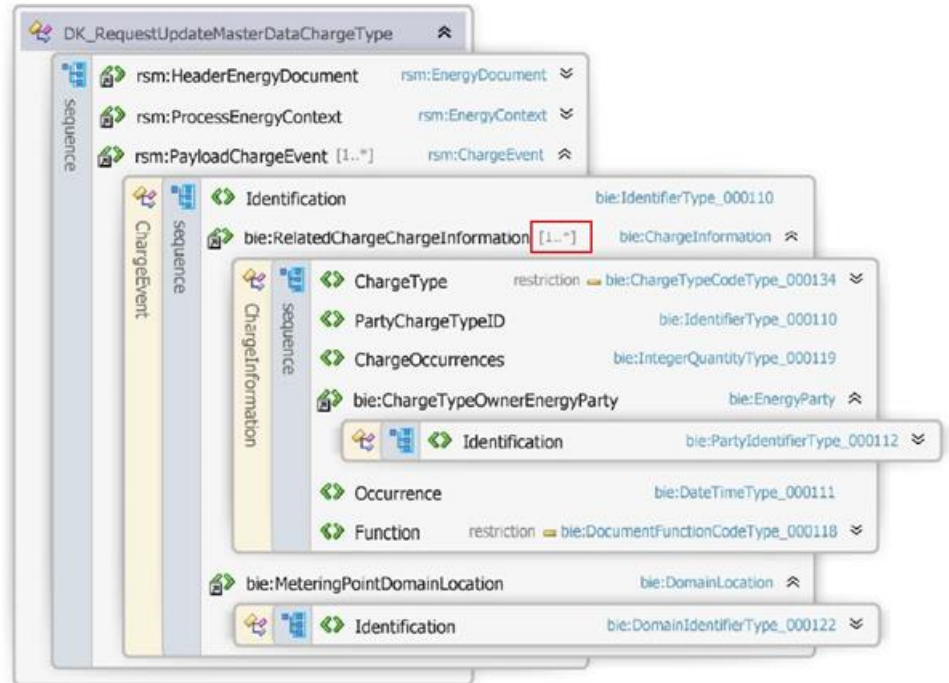 DK_RequestUpdateMasterDataChargeType
sequence
rsm:HeaderEnergyDocument rsm:EnergyDocument
rsm:ProcessEnergyContext rsm:EnergyContext
rsm:PayloadChargeEvent [1..*] rsm:ChargeEvent
ChargeEvent
sequence
Identification bie:IdentifierType_000110
bie:RelatedChargeChargeInformation [1..*] bie:ChargeInformation
ChargeInformation
sequence
ChargeType restriction bie:ChargeTypeCodeType_000134
PartyChargeTypeID bie:IdentifierType_000110
ChargeOccurrences bie:IntegerQuantityType_000119
bie:ChargeTypeOwnerEnergyParty bie:EnergyParty
Identification bie:PartyIdentifierType_000112
Occurrence bie:DateTimeType_000111
Function restriction bie:DocumentFunctionCodeType_000118
bie:MeteringPointDomainLocation bie:DomainLocation
Identification bie:DomainIdentifierType_000122